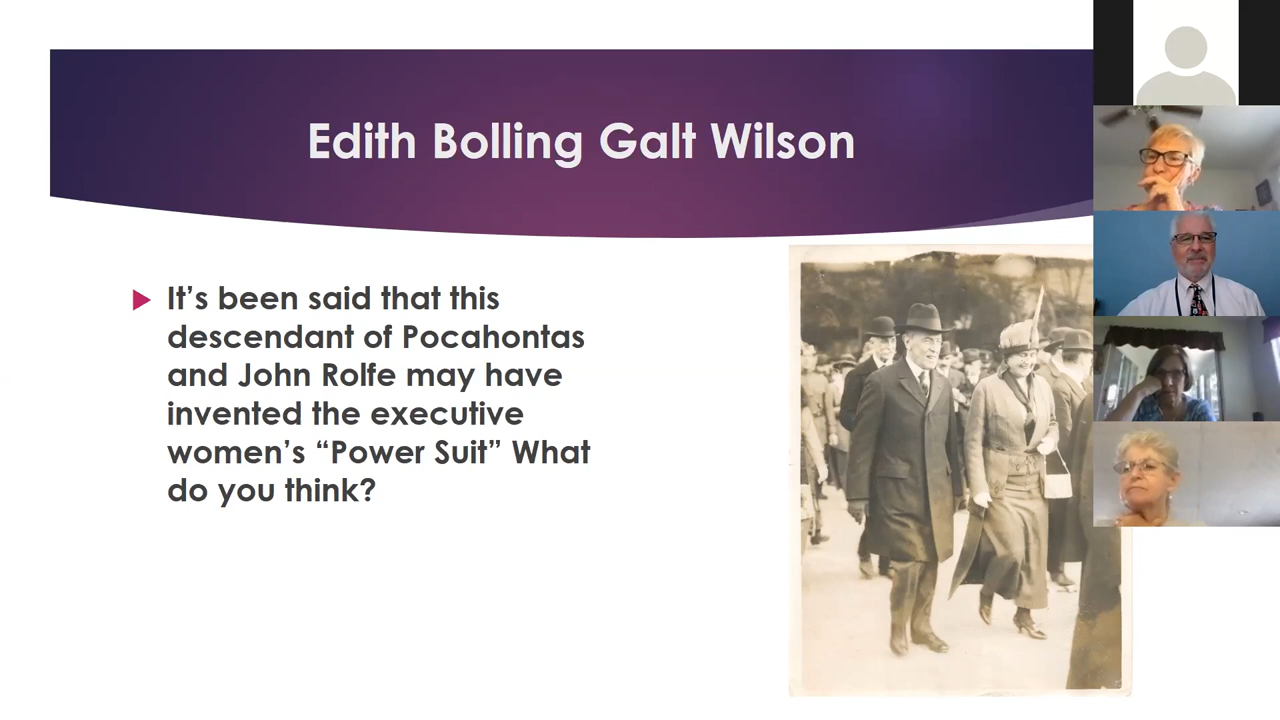 Edith Bolling Galt Wilson
It’s been said that this
descendant of Pocahontas
and John Rolfe may have
invented the executive
women’s “Power Suit” What
do you think?